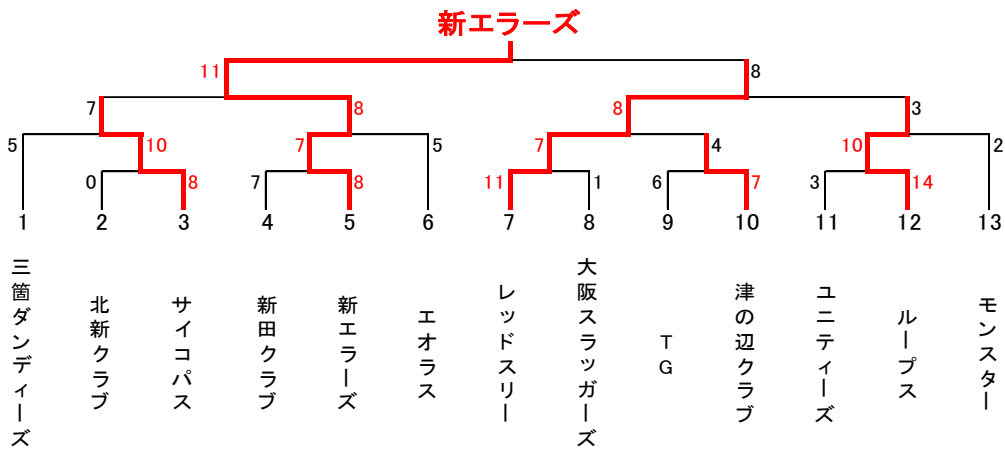 新エラーズ
11 8
7 8 8 3
5 10 7 5 7 4 10 2
0 8 7 8 11 1 6 7 3 14
1 2 3 4 5 6 7 8 9 10 11 12 13
三箇ダンディーズ
北新クラブ
サイコパス
新田クラブ
新エラーズ
エオラス
レッドスリー
大阪スラッガーズ
TG
津の辺クラブ
ユニティーズ
ループス
モンスター